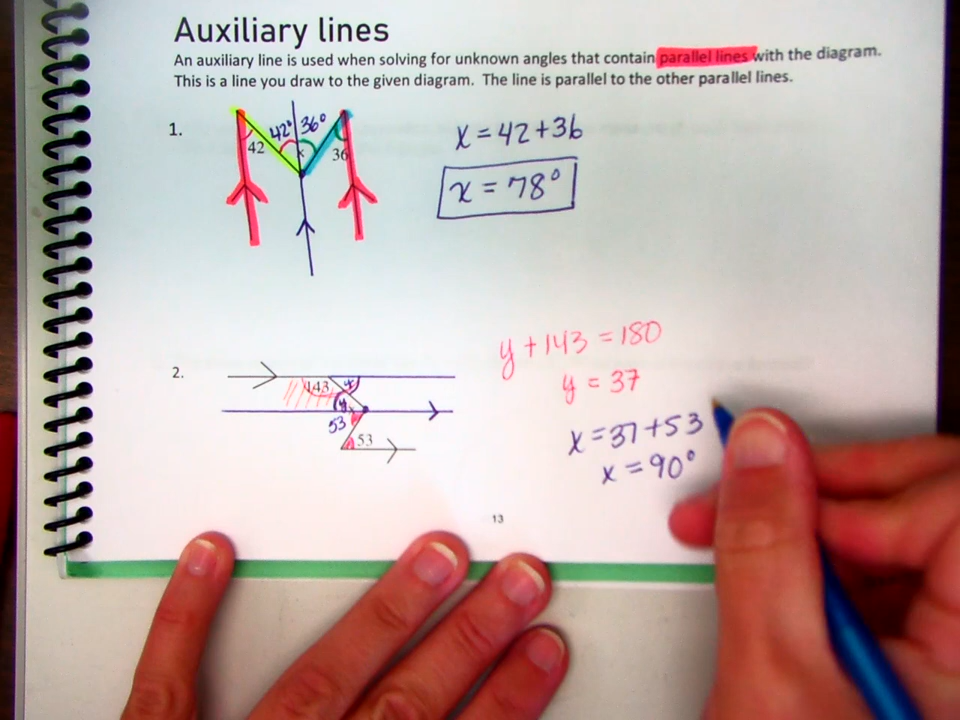 Auxiliary lines
An auxiliary line is used when solving for unknown angles that contain parallel lines with the diagram.
This is a line you draw to the given diagram. The line is parallel to the other parallel lines.
1.
42° 36°
42 x 36
x = 42+36
x = 78°
2.
y + 143 = 180
y = 37
143 y
y x
53
53
x = 37+53
x = 90°
13